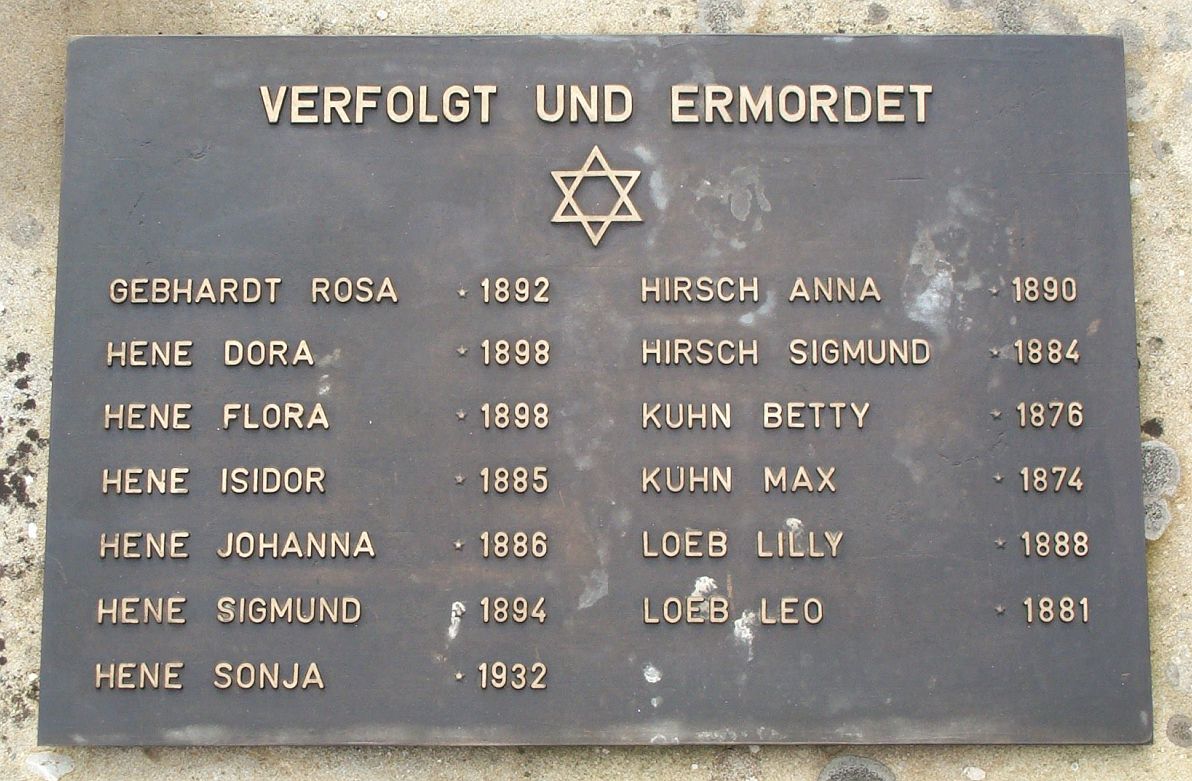 VERFOLGT UND ERMORDET
GEBHARDT ROSA * 1892
HENE DORA * 1898
HENE FLORA * 1898
HENE ISIDOR * 1885
HENE JOHANNA * 1886
HENE SIGMUND * 1894
HENE SONJA * 1932
HIRSCH ANNA * 1890
HIRSCH SIGMUND * 1884
KUHN BETTY * 1876
KUHN MAX * 1874
LOEB LILLY * 1888
LOEB LEO * 1881